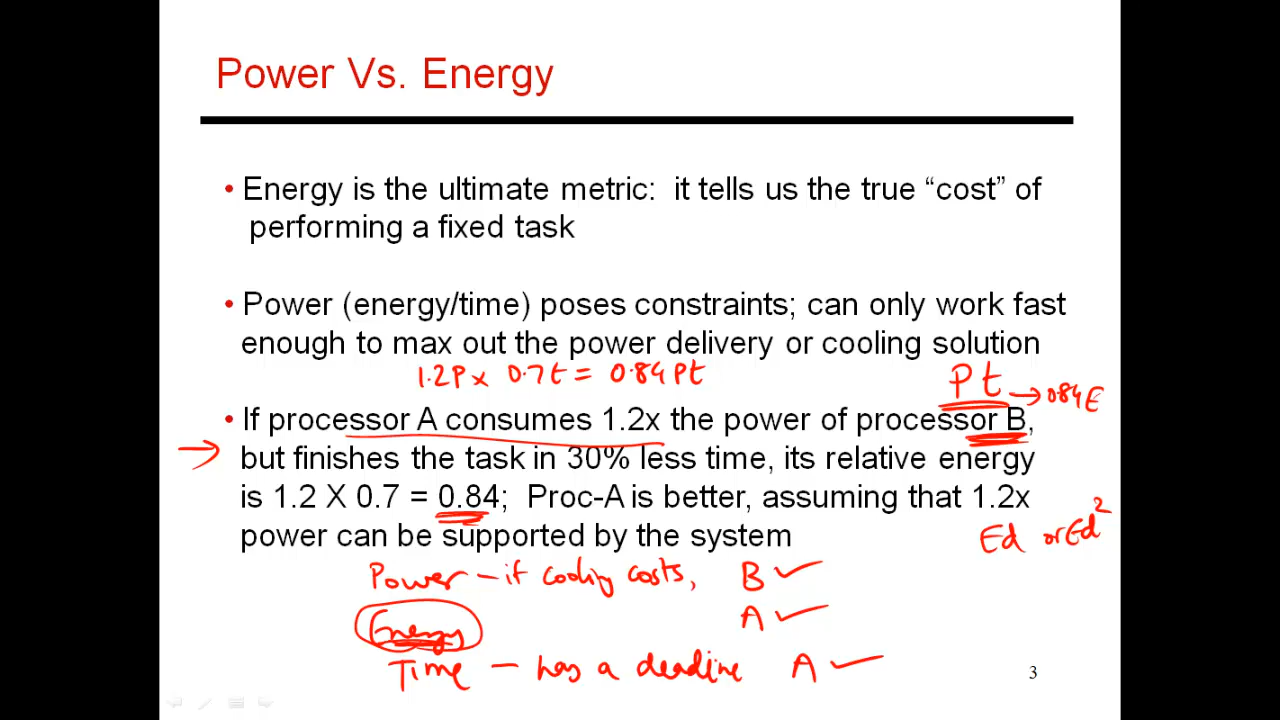 Power Vs. Energy
• Energy is the ultimate metric: it tells us the true “cost” of
performing a fixed task
• Power (energy/time) poses constraints; can only work fast
enough to max out the power delivery or cooling solution
1.2P x 0.7t = 0.84Pt
Pt
→ 0.84E
• If processor A consumes 1.2x the power of processor B,
but finishes the task in 30% less time, its relative energy
is 1.2 X 0.7 = 0.84; Proc-A is better, assuming that 1.2x
power can be supported by the system
Ed or Ed²
Power – if cooling costs, B ✓
Energy A ✓
Time – has a deadline A ✓
3